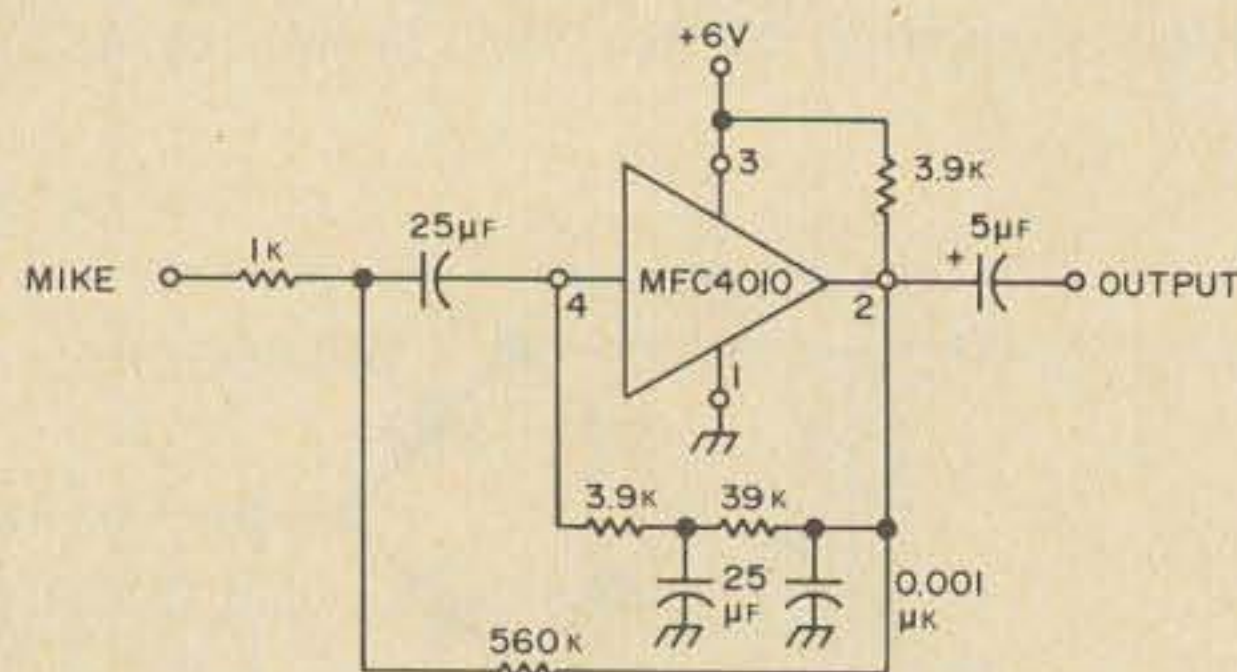 +6V
3
3.9K
25µF
5µF
1K
+
MIKE
MFC4010
OUTPUT
4
2
1
3.9K
39K
25
µF
0.001
µK
560K